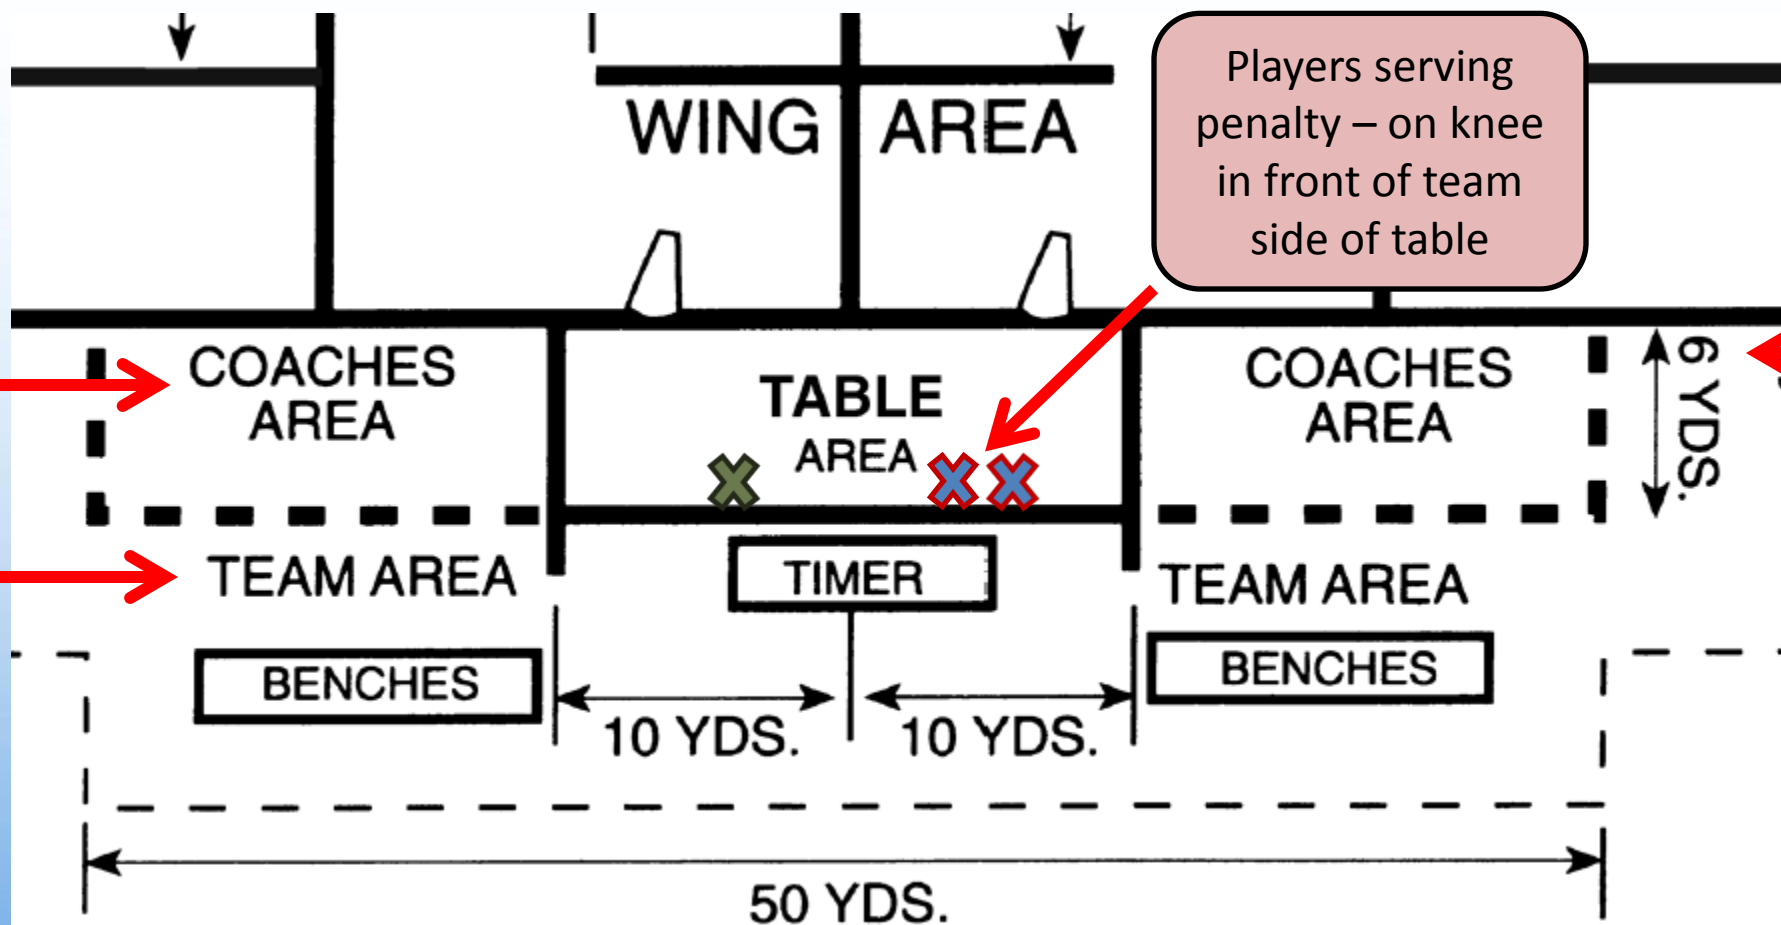 Players serving
penalty – on knee
in front of team
side of table
WING AREA
COACHES
AREA
TABLE
AREA
COACHES
AREA
6 YDS.
TEAM AREA
TIMER
TEAM AREA
BENCHES
BENCHES
10 YDS.
10 YDS.
50 YDS.